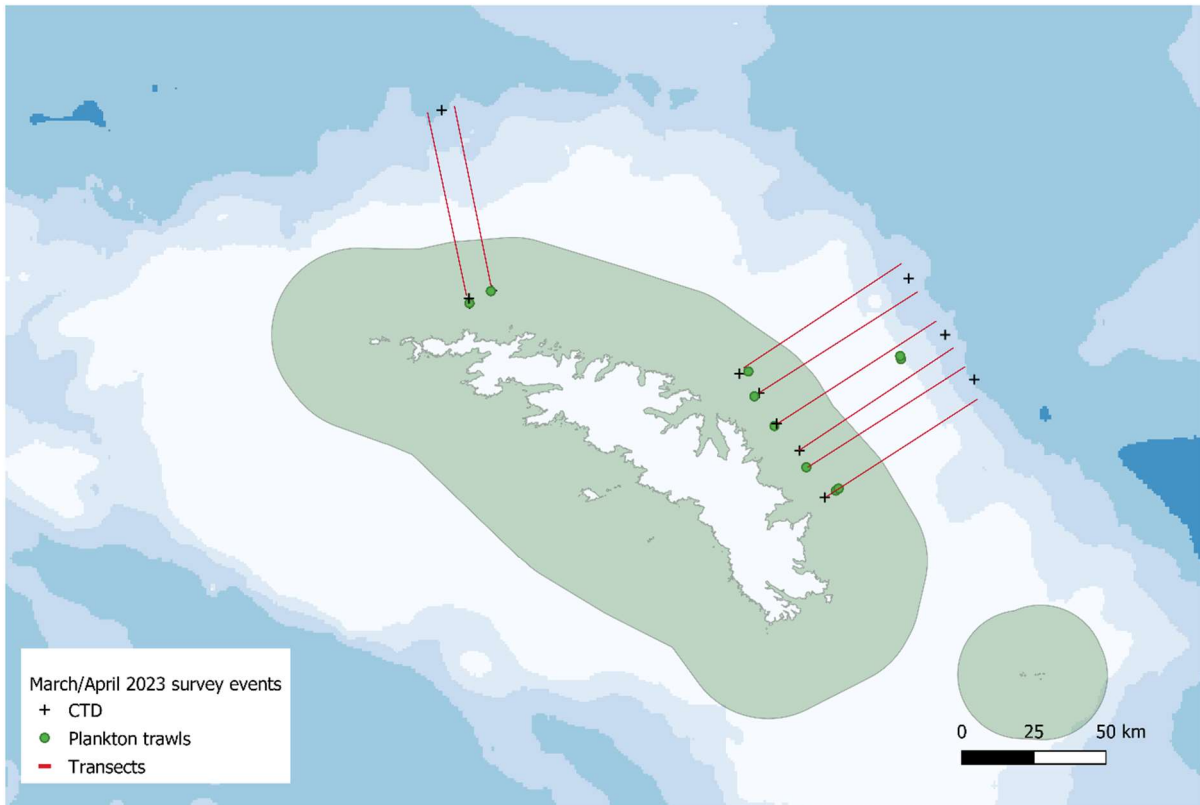 March/April 2023 survey events
CTD
Plankton trawls
Transects
0 25 50 km